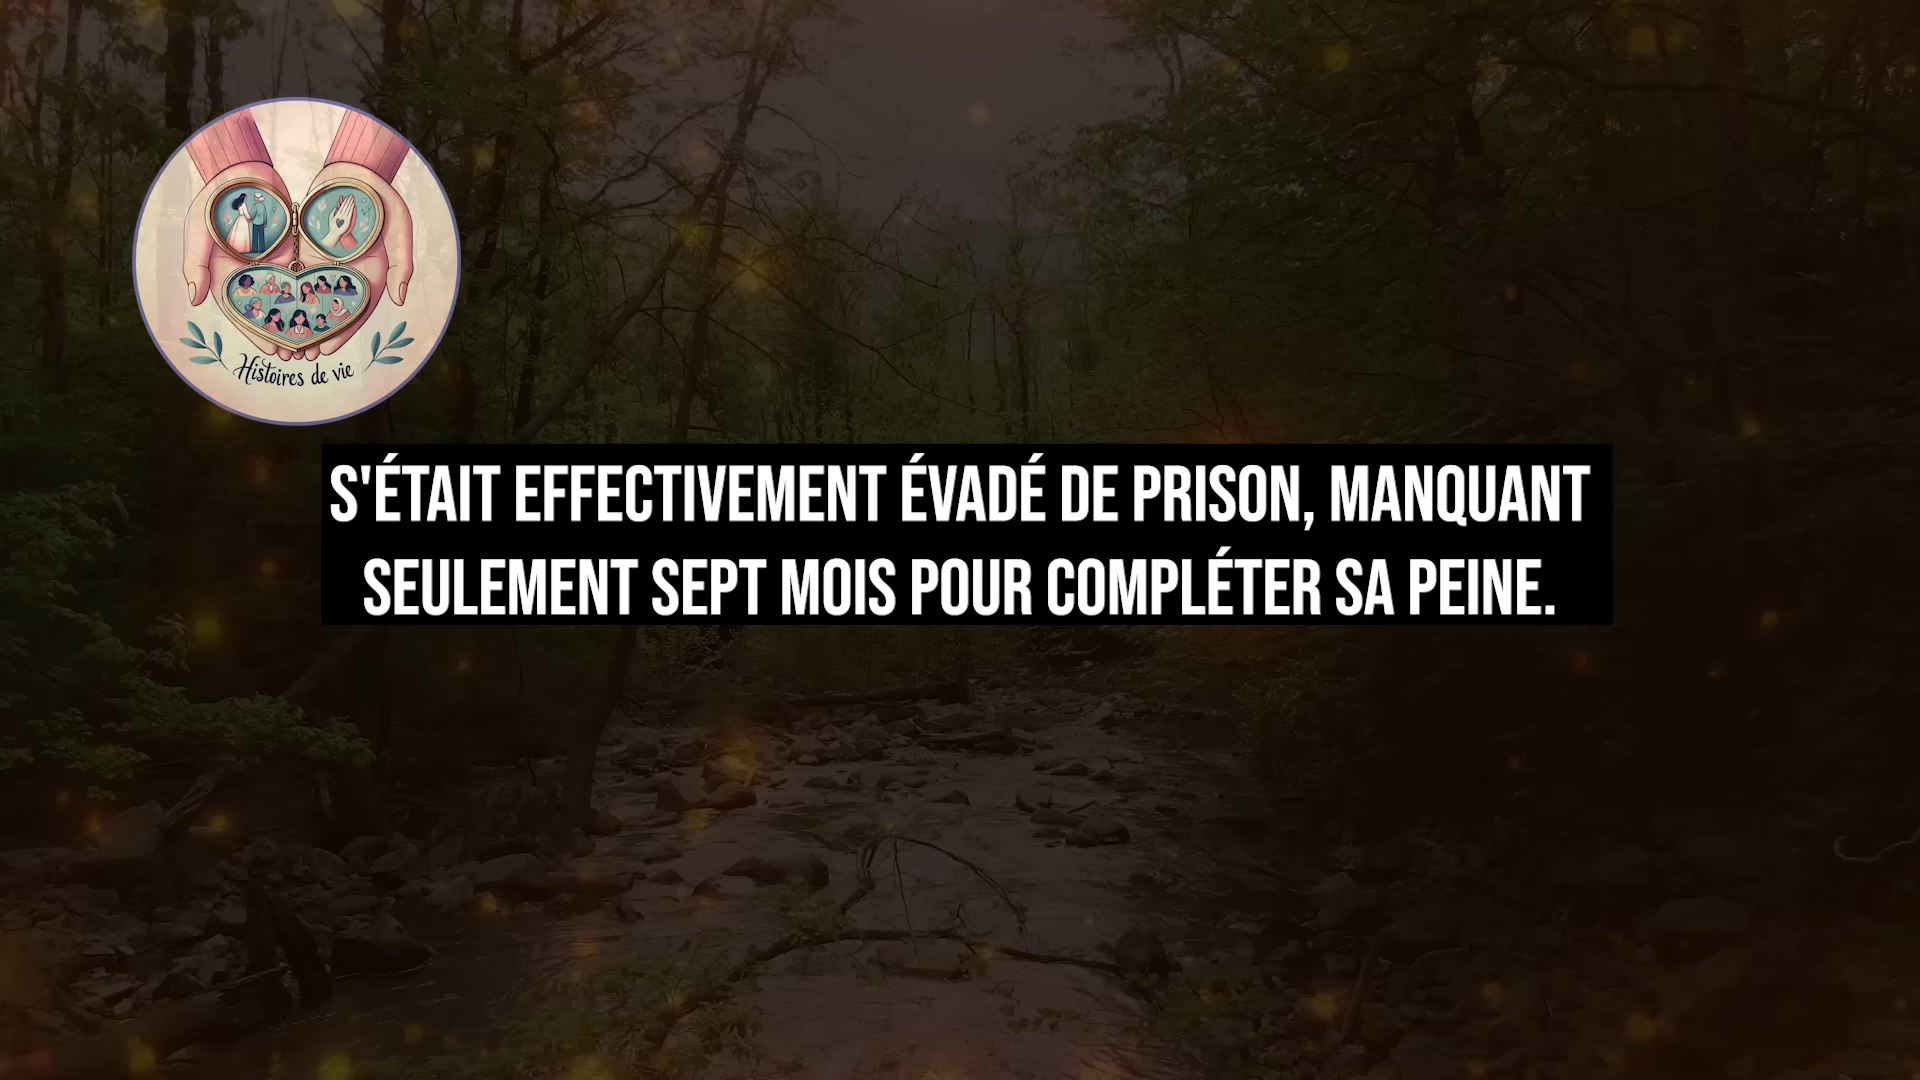 Histoires de vie
S'ÉTAIT EFFECTIVEMENT ÉVADÉ DE PRISON, MANQUANT
SEULEMENT SEPT MOIS POUR COMPLÉTER SA PEINE.